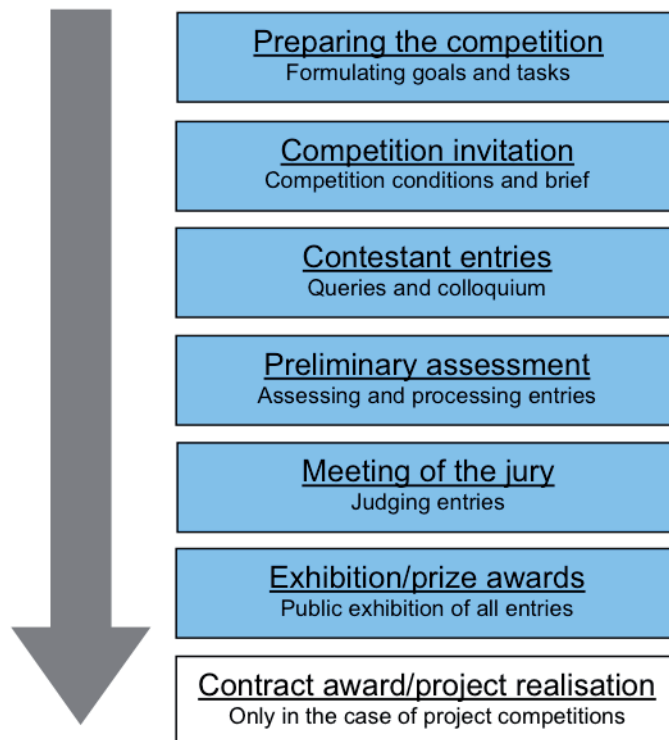 Preparing the competition
Formulating goals and tasks
Competition invitation
Competition conditions and brief
Contestant entries
Queries and colloquium
Preliminary assessment
Assessing and processing entries
Meeting of the jury
Judging entries
Exhibition/prize awards
Public exhibition of all entries
Contract award/project realisation
Only in the case of project competitions